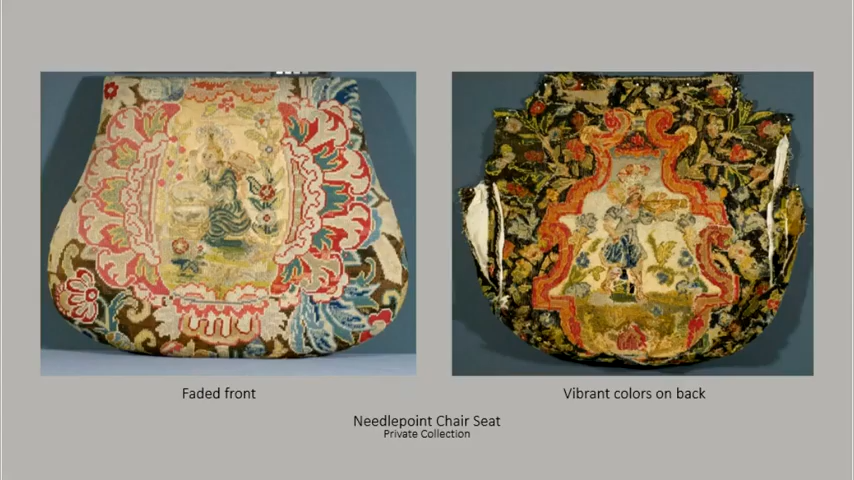 Faded front
Vibrant colors on back
Needlepoint Chair Seat
Private Collection